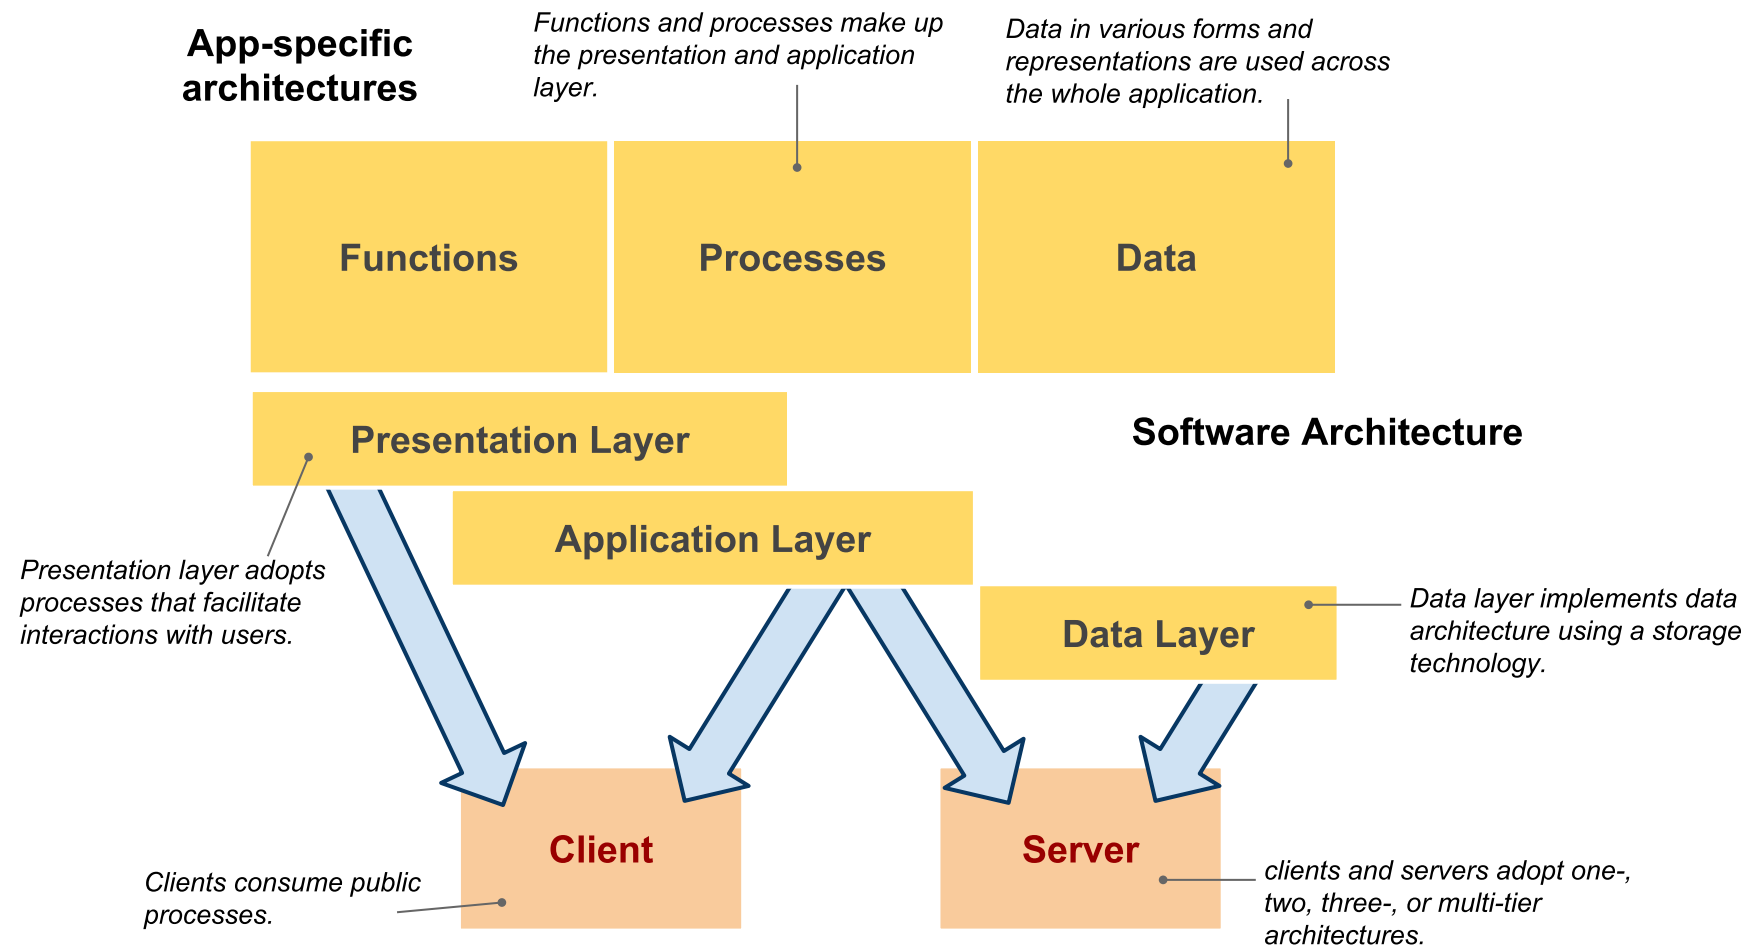 App-specific
architectures
Functions and processes make up
the presentation and application
layer.
Data in various forms and
representations are used across
the whole application.
Functions
Processes
Data
Presentation Layer
Software Architecture
Application Layer
Presentation layer adopts
processes that facilitate
interactions with users.
Data Layer
Data layer implements data
architecture using a storage
technology.
Client
Server
Clients consume public
processes.
clients and servers adopt one-,
two, three-, or multi-tier
architectures.